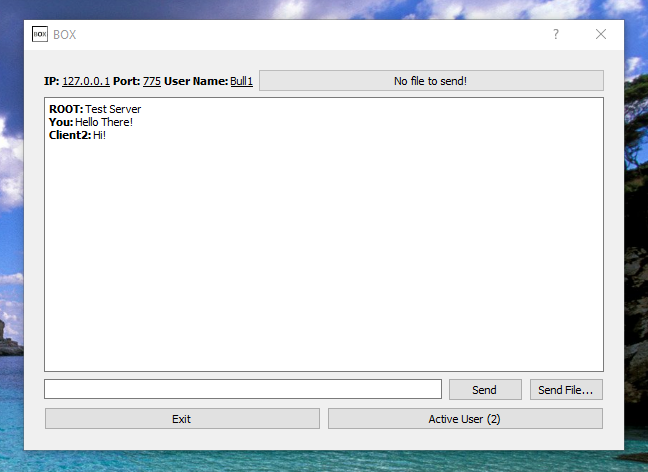 BOX BOX ?
IP: 127.0.0.1 Port: 775 User Name: Bull1 No file to send!
ROOT: Test Server
You: Hello There!
Client2: Hi!
Send Send File...
Exit Active User (2)